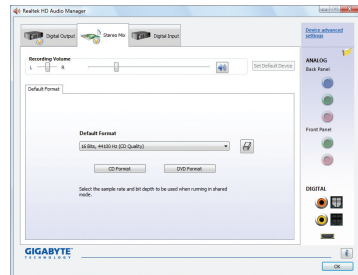 Realtek HD Audio Manager
Digital Output
Stereo Mix
Digital Input
Device advanced settings
Recording Volume
L
R
Set Default Device
Default Format
Default Format
16 Bits, 44100 Hz (CD Quality)
CD Format
DVD Format
Select the sample rate and bit depth to be used when running in shared
mode.
ANALOG
Back Panel
Front Panel
DIGITAL
GIGABYTE
TECHNOLOGY
i
OK